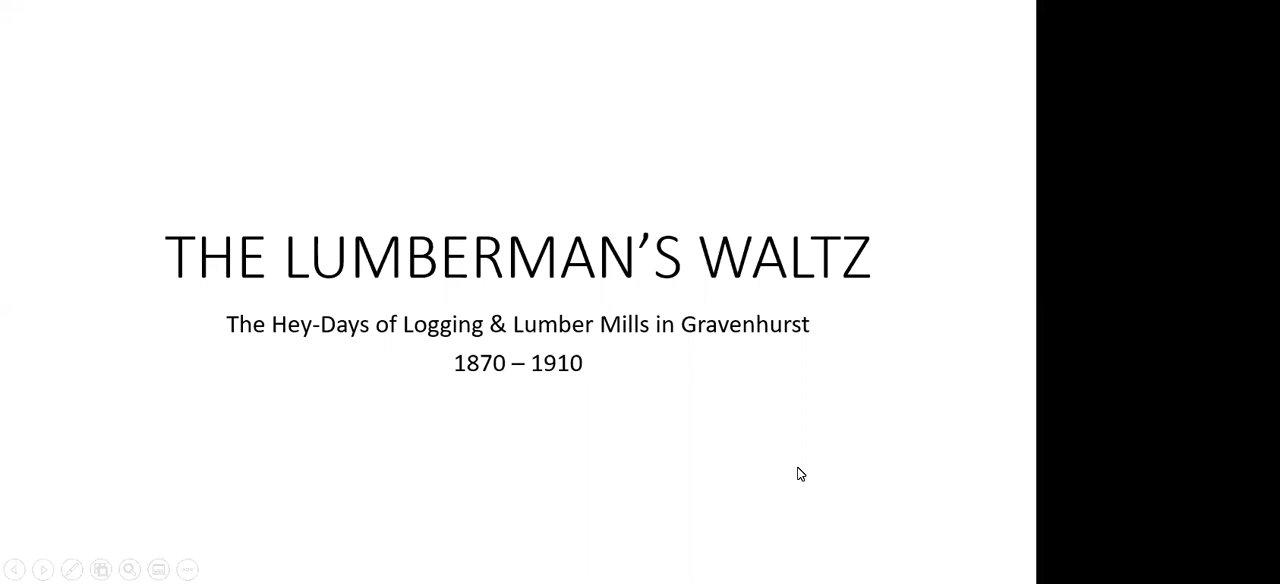 THE LUMBERMAN’S WALTZ
The Hey-Days of Logging & Lumber Mills in Gravenhurst
1870 – 1910